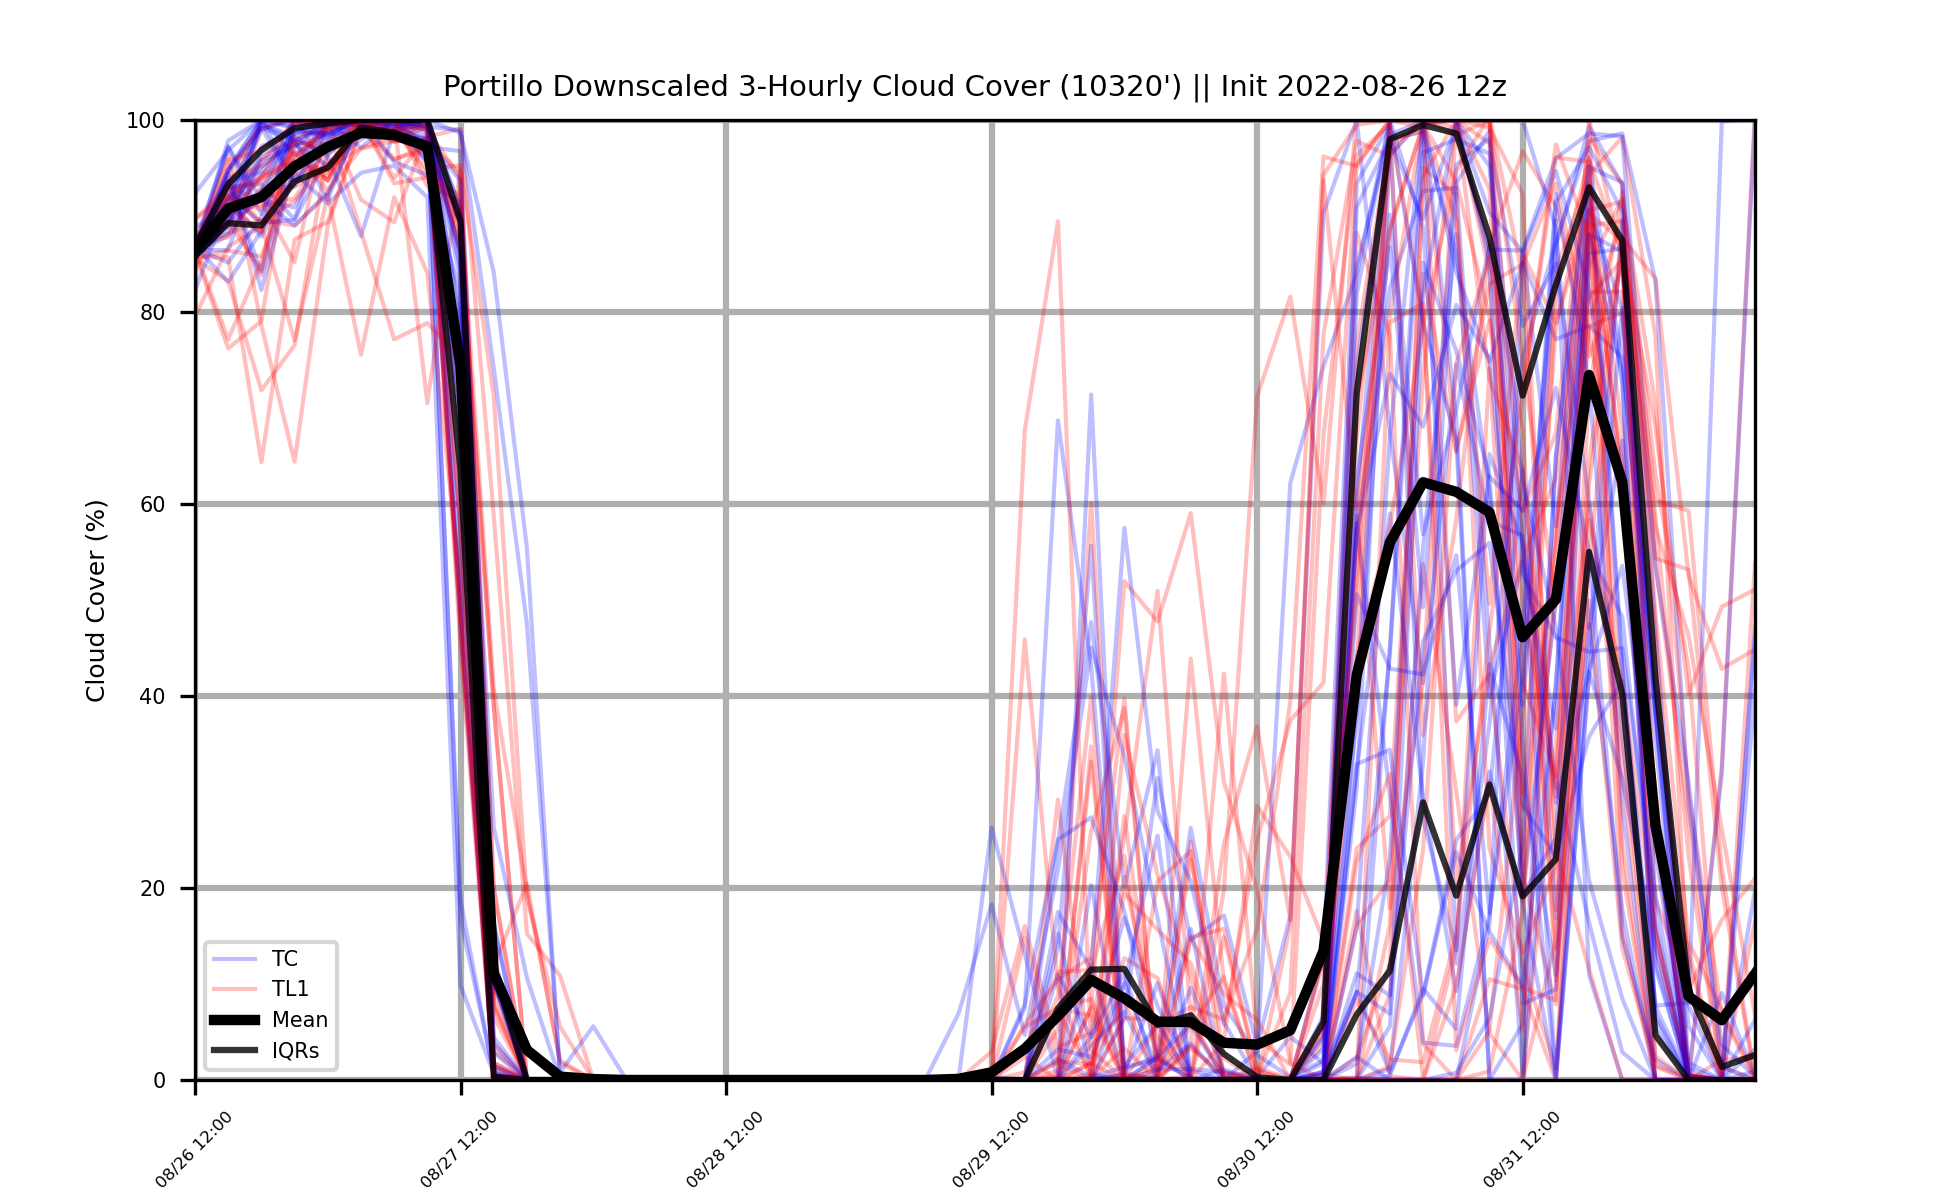 Portillo Downscaled 3-Hourly Cloud Cover (10320') || Init 2022-08-26 12z
Cloud Cover (%)
100
80
60
40
20
0
TC
TL1
Mean
IQRs
08/26 12:00
08/27 12:00
08/28 12:00
08/29 12:00
08/30 12:00
08/31 12:00